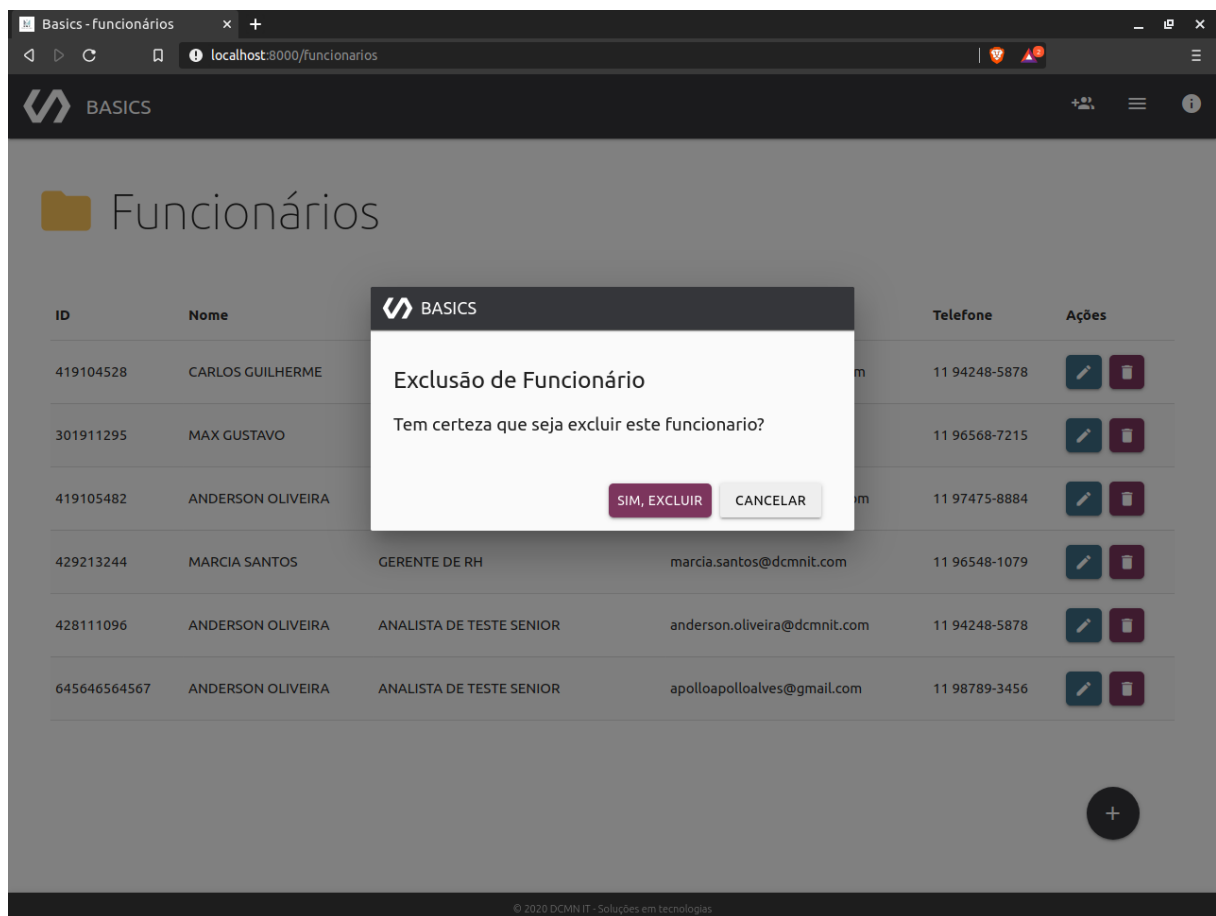 Basics - funcionários
localhost:8000/funcionarios
2
BASICS
Funcionários
BASICS
Exclusão de Funcionário
Tem certeza que seja excluir este funcionario?
SIM, EXCLUIR CANCELAR
ID Nome Telefone Ações
419104528 CARLOS GUILHERME m 11 94248-5878
301911295 MAX GUSTAVO 11 96568-7215
419105482 ANDERSON OLIVEIRA m 11 97475-8884
429213244 MARCIA SANTOS GERENTE DE RH marcia.santos@dcmnit.com 11 96548-1079
428111096 ANDERSON OLIVEIRA ANALISTA DE TESTE SENIOR anderson.oliveira@dcmnit.com 11 94248-5878
645646564567 ANDERSON OLIVEIRA ANALISTA DE TESTE SENIOR apolloapolloalves@gmail.com 11 98789-3456
© 2020 DCMN IT - Soluções em tecnologias